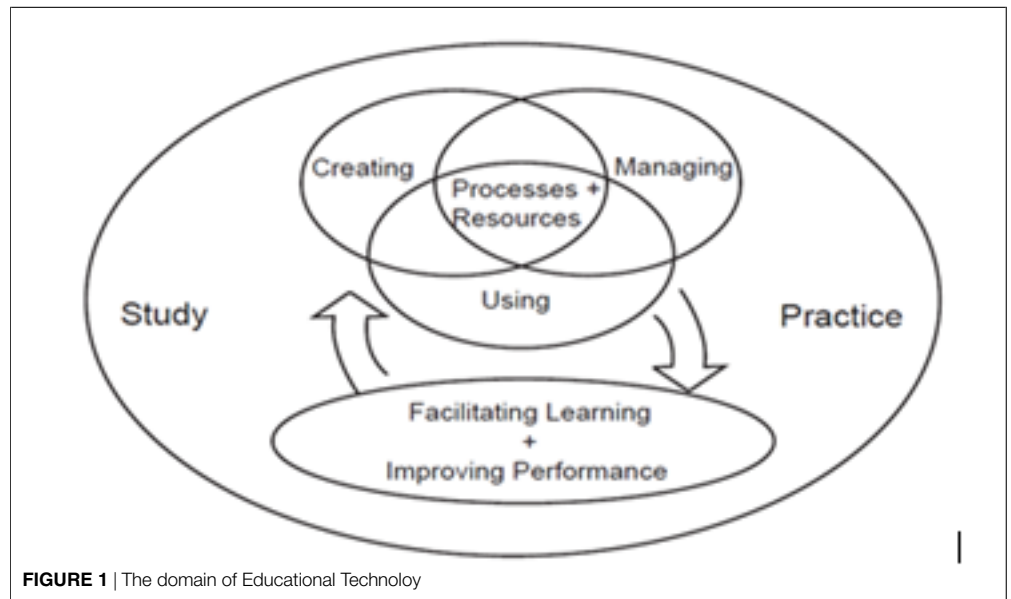 Creating
Managing
Processes +
Resources
Using
Study
Practice
Facilitating Learning
+
Improving Performance
FIGURE 1 | The domain of Educational Technoloy